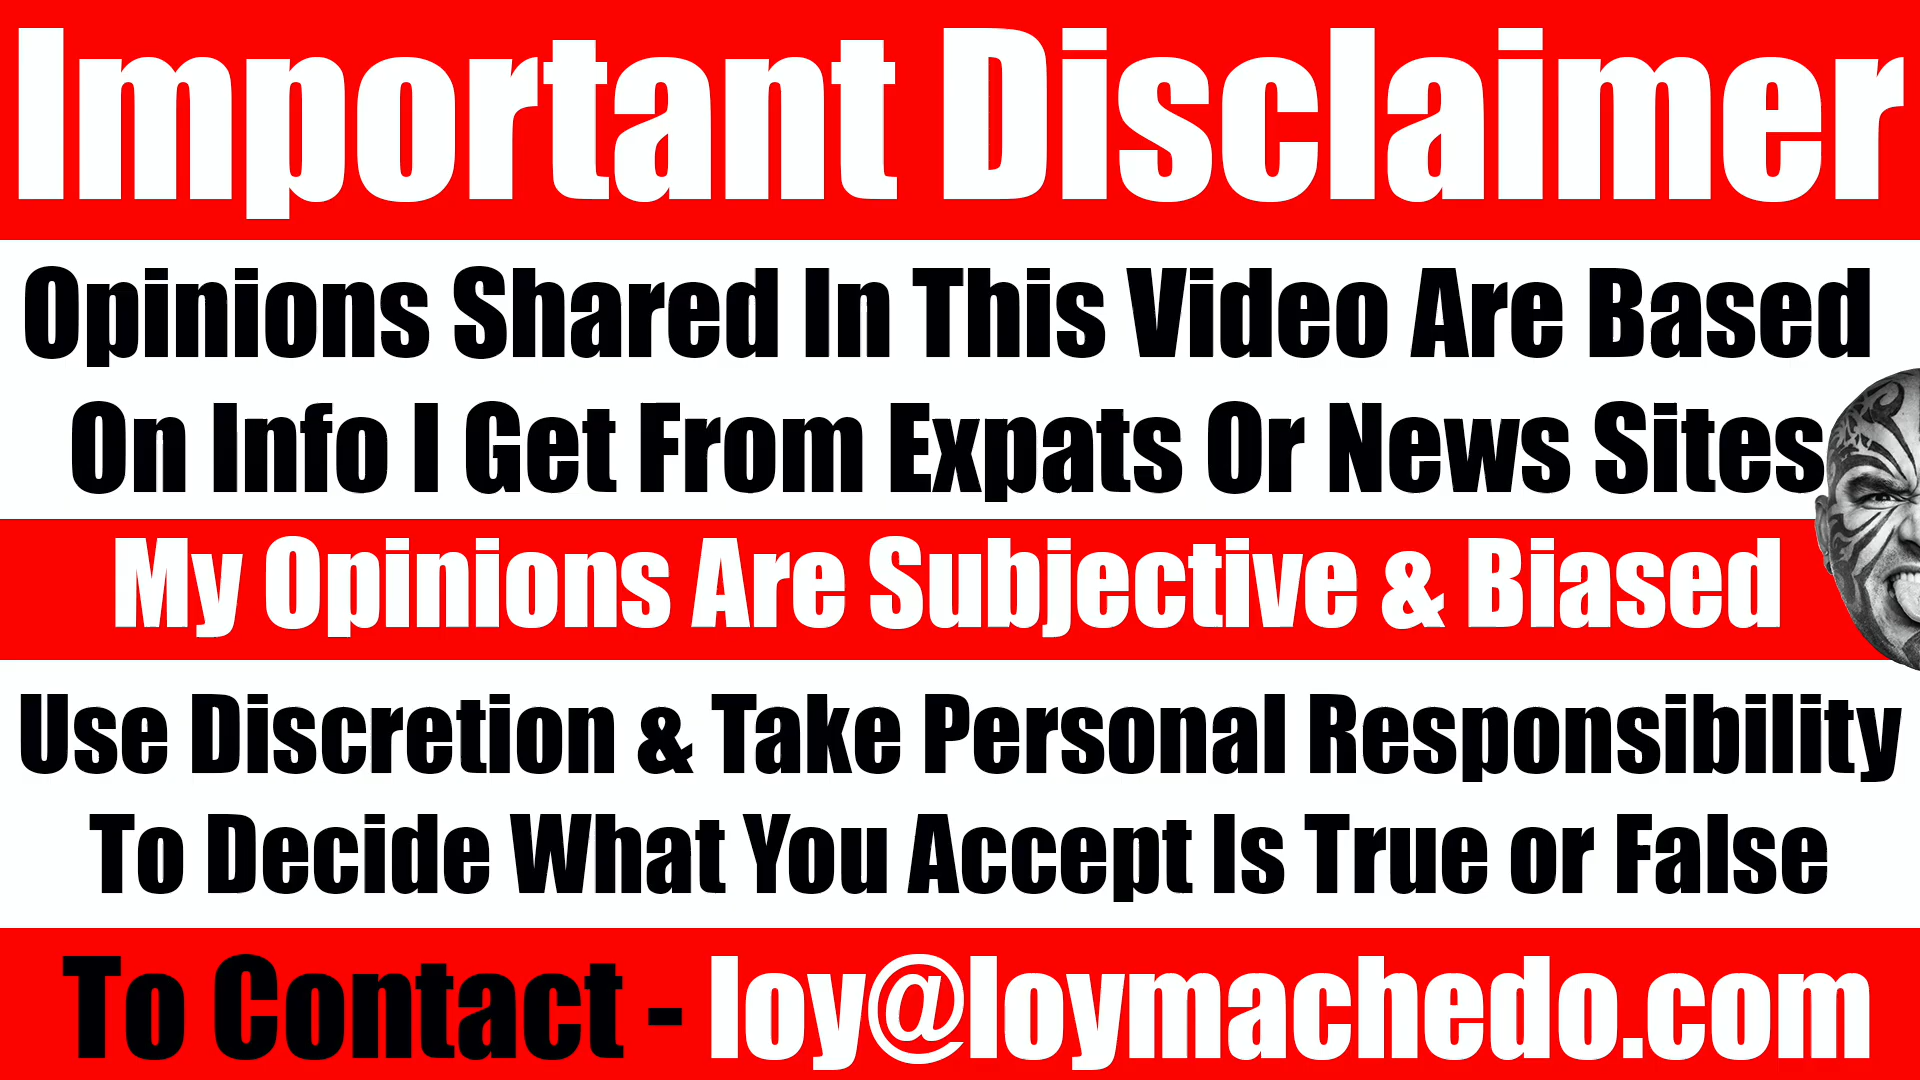 Important Disclaimer
Opinions Shared In This Video Are Based
On Info I Get From Expats Or News Sites
My Opinions Are Subjective & Biased
Use Discretion & Take Personal Responsibility
To Decide What You Accept Is True or False
To Contact - loy@loymachedo.com